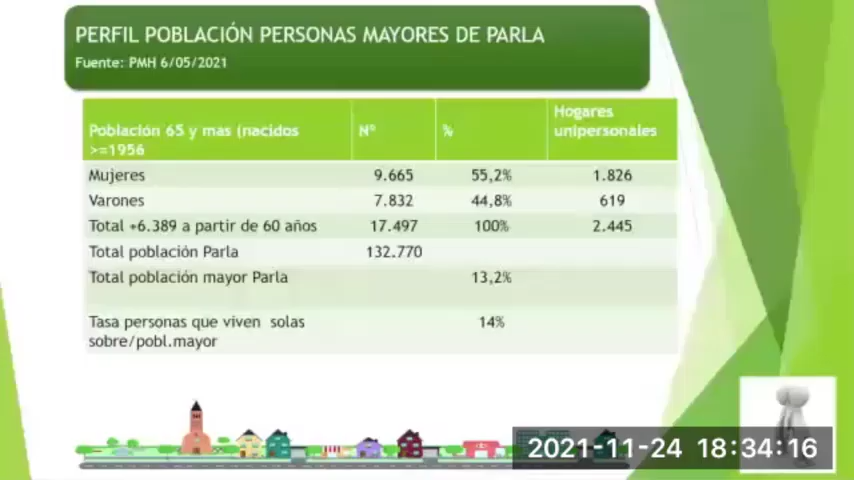 PERFIL POBLACIÓN PERSONAS MAYORES DE PARLA
Fuente: PMH 6/05/2021
Hogares
Población 65 y mas (nacidos Nº % unipersonales
>=1956
Mujeres 9.665 55,2% 1.826
Varones 7.832 44,8% 619
Total +6.389 a partir de 60 años 17.497 100% 2.445
Total población Parla 132.770
Total población mayor Parla 13,2%
Tasa personas que viven solas 14%
sobre/pobl.mayor
2021-11-24 18:34:16